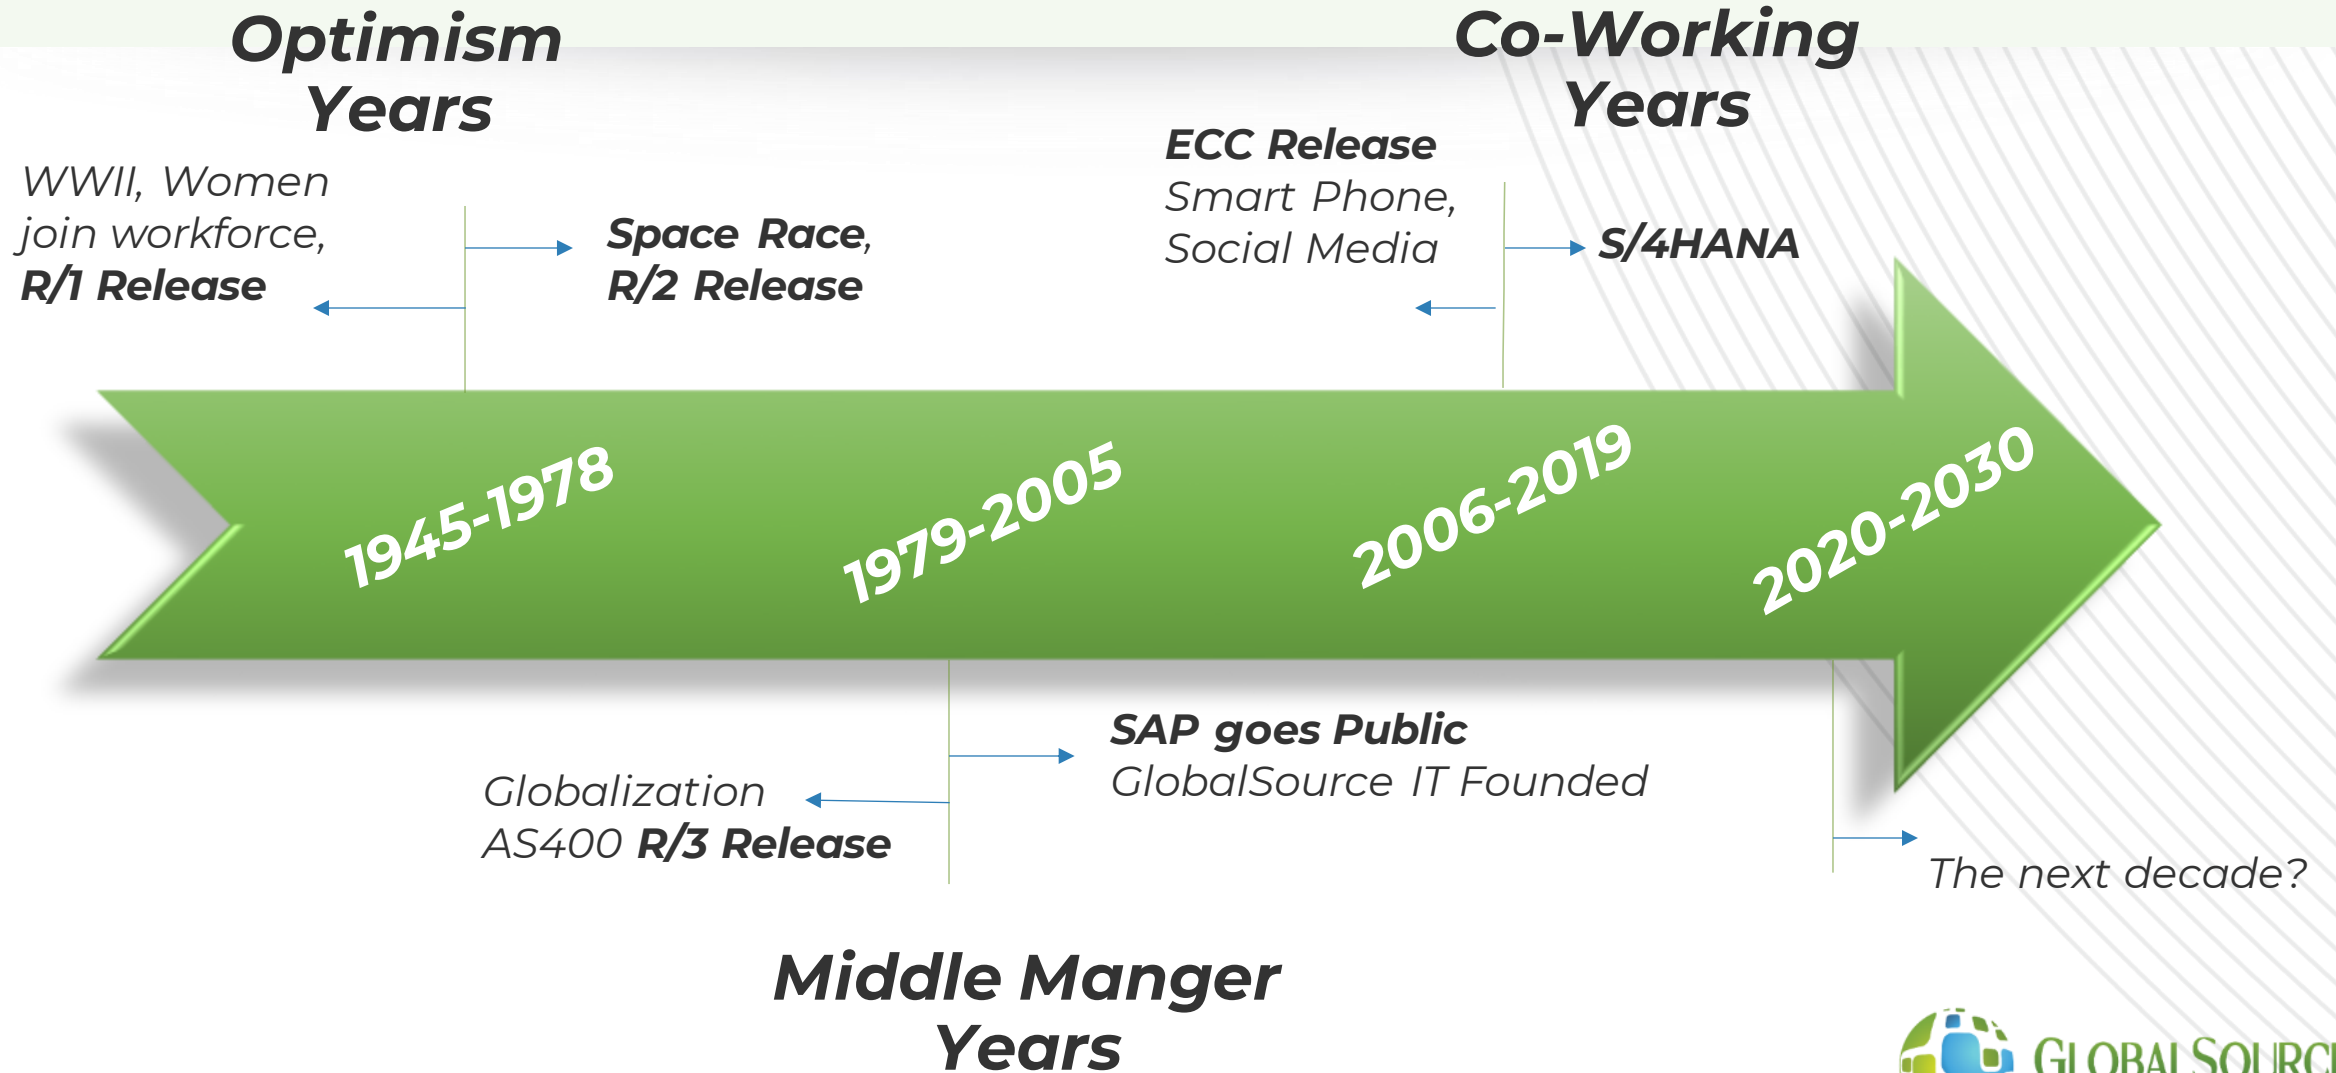 Optimism
Years
WWII, Women
join workforce,
R/1 Release
Space Race,
R/2 Release
Co-Working
Years
ECC Release
Smart Phone,
Social Media
S/4HANA
1945-1978
1979-2005
2006-2019
2020-2030
Globalization
AS400 R/3 Release
SAP goes Public
GlobalSource IT Founded
The next decade?
Middle Manger
Years
GLOBALSOURC